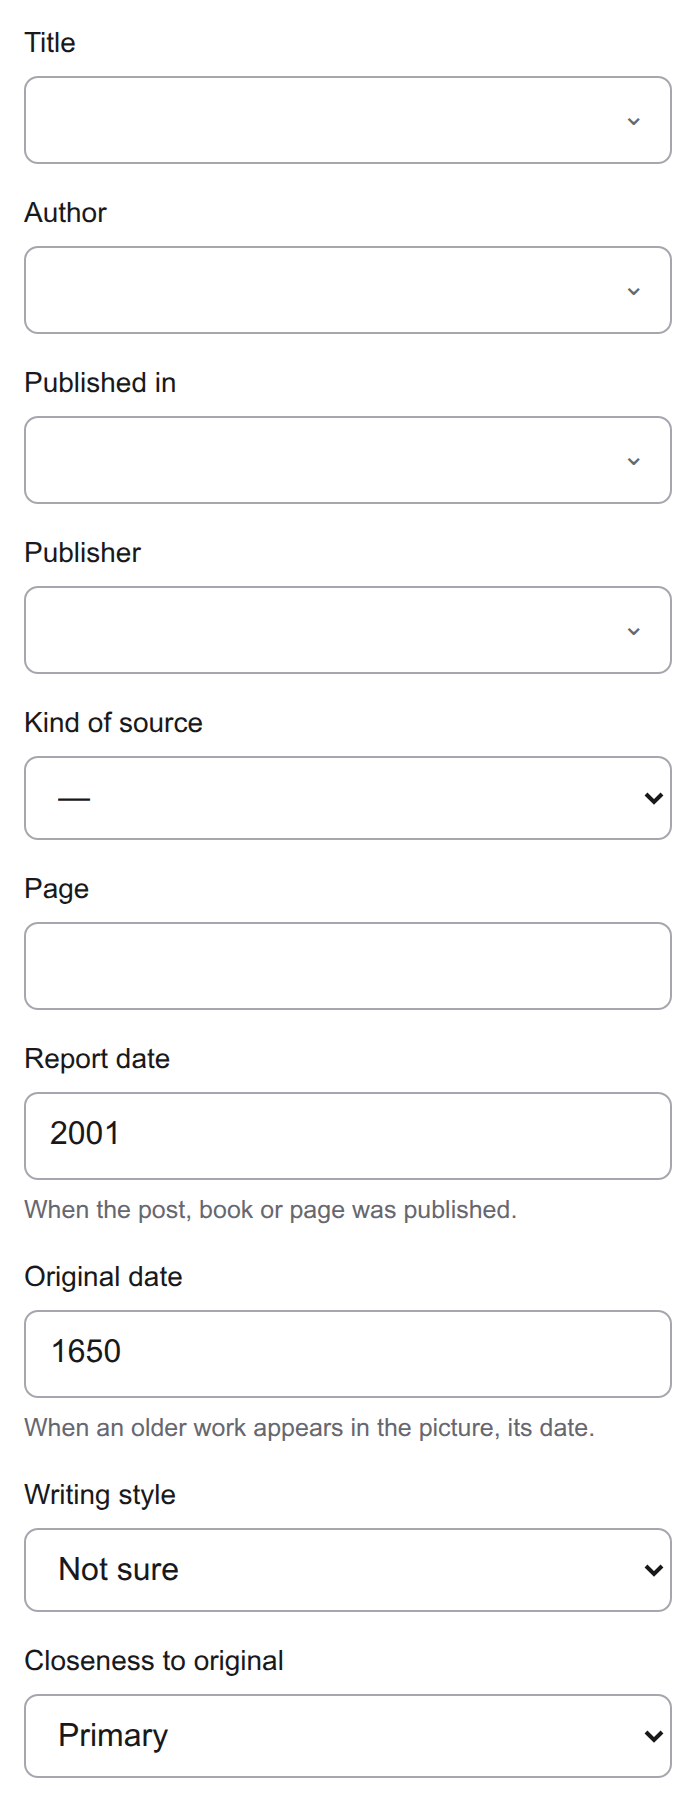 Title
Author
Published in
Publisher
Kind of source
—
Page
Report date
2001
When the post, book or page was published.
Original date
1650
When an older work appears in the picture, its date.
Writing style
Not sure
Closeness to original
Primary